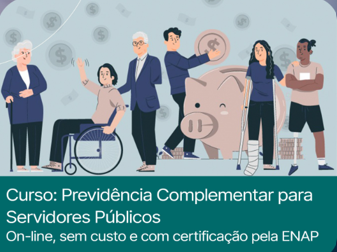 Curso: Previdência Complementar para
Servidores Públicos
On-line, sem custo e com certificação pela ENAP